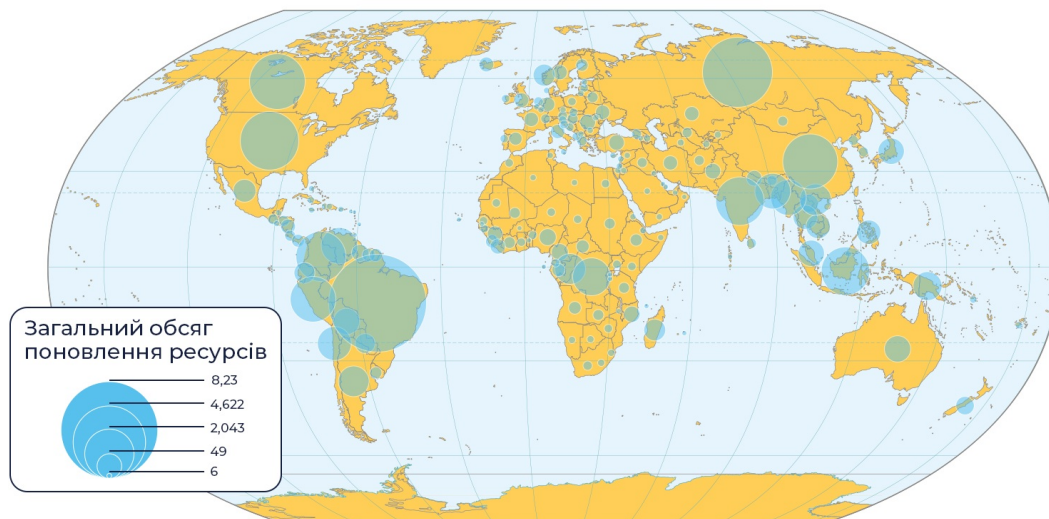 Загальний обсяг
поновлення ресурсів
8,23
4,622
2,043
49
6